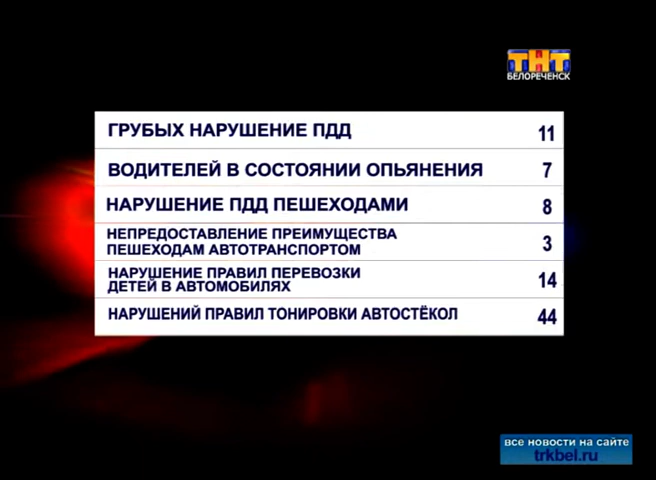 ТНТ
БЕЛОРЕЧЕНСК
ГРУБЫХ НАРУШЕНИЕ ПДД 11
ВОДИТЕЛЕЙ В СОСТОЯНИИ ОПЬЯНЕНИЯ 7
НАРУШЕНИЕ ПДД ПЕШЕХОДАМИ 8
НЕПРЕДОСТАВЛЕНИЕ ПРЕИМУЩЕСТВА
ПЕШЕХОДАМ АВТОТРАНСПОРТОМ 3
НАРУШЕНИЕ ПРАВИЛ ПЕРЕВОЗКИ
ДЕТЕЙ В АВТОМОБИЛЯХ 14
НАРУШЕНИЙ ПРАВИЛ ТОНИРОВКИ АВТОСТЁКОЛ 44
ВСЕ НОВОСТИ НА САЙТЕ
trkbel.ru